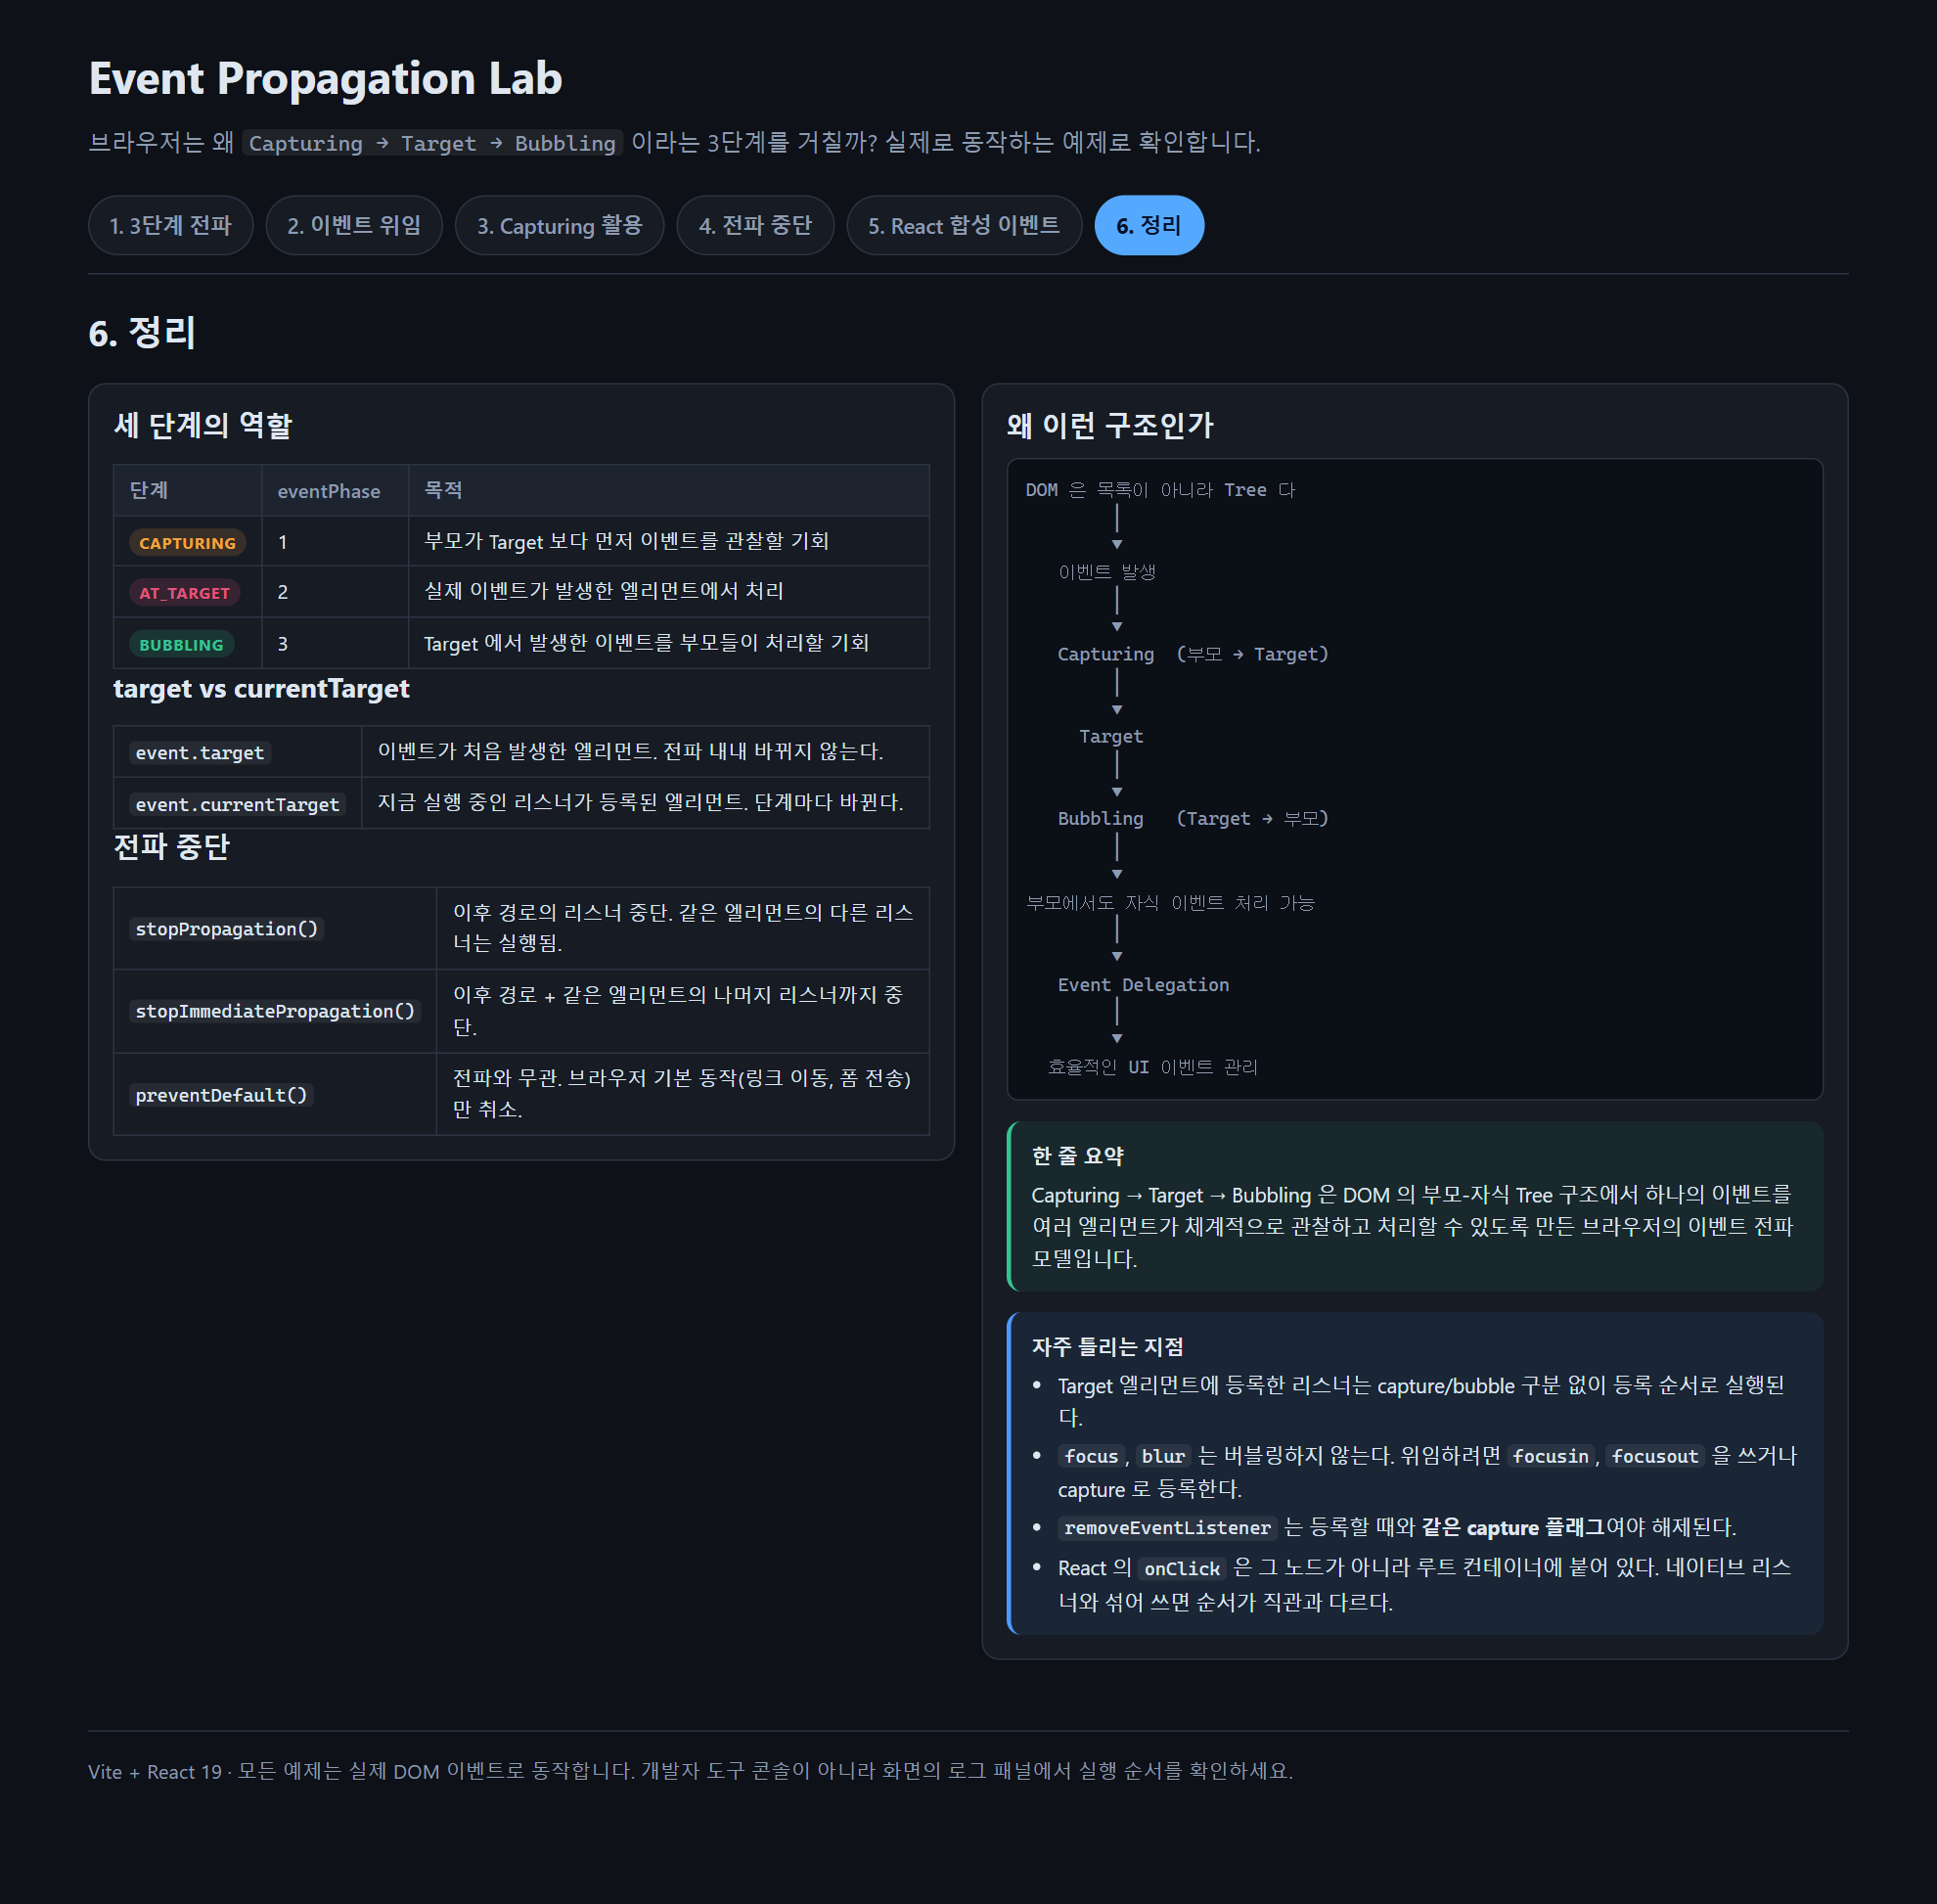 Event Propagation Lab
브라우저는 왜 Capturing → Target → Bubbling 이라는 3단계를 거칠까? 실제로 동작하는 예제로 확인합니다.
1. 3단계 전파
2. 이벤트 위임
3. Capturing 활용
4. 전파 중단
5. React 합성 이벤트
6. 정리
6. 정리
세 단계의 역할
단계 eventPhase 목적
CAPTURING 1 부모가 Target 보다 먼저 이벤트를 관찰할 기회
AT_TARGET 2 실제 이벤트가 발생한 엘리먼트에서 처리
BUBBLING 3 Target 에서 발생한 이벤트를 부모들이 처리할 기회
target vs currentTarget
event.target 이벤트가 처음 발생한 엘리먼트. 전파 내내 바뀌지 않는다.
event.currentTarget 지금 실행 중인 리스너가 등록된 엘리먼트. 단계마다 바뀐다.
전파 중단
stopPropagation() 이후 경로의 리스너 중단. 같은 엘리먼트의 다른 리스
너는 실행됨.
stopImmediatePropagation() 이후 경로 + 같은 엘리먼트의 나머지 리스너까지 중
단.
preventDefault() 전파와 무관. 브라우저 기본 동작(링크 이동, 폼 전송)
만 취소.
왜 이런 구조인가
DOM 은 목록이 아니라 Tree 다
│
▼
이벤트 발생
│
▼
Capturing (부모 → Target)
│
▼
Target
│
▼
Bubbling (Target → 부모)
│
▼
부모에서도 자식 이벤트 처리 가능
│
▼
Event Delegation
│
▼
효율적인 UI 이벤트 관리
한 줄 요약
Capturing → Target → Bubbling 은 DOM 의 부모-자식 Tree 구조에서 하나의 이벤트를
여러 엘리먼트가 체계적으로 관찰하고 처리할 수 있도록 만든 브라우저의 이벤트 전파
모델입니다.
자주 틀리는 지점
• Target 엘리먼트에 등록한 리스너는 capture/bubble 구분 없이 등록 순서로 실행된
다.
• focus, blur 는 버블링하지 않는다. 위임하려면 focusin, focusout 을 쓰거나
capture 로 등록한다.
• removeEventListener 는 등록할 때와 같은 capture 플래그여야 해제된다.
• React 의 onClick 은 그 노드가 아니라 루트 컨테이너에 붙어 있다. 네이티브 리스
너와 섞어 쓰면 순서가 직관과 다르다.
Vite + React 19 · 모든 예제는 실제 DOM 이벤트로 동작합니다. 개발자 도구 콘솔이 아니라 화면의 로그 패널에서 실행 순서를 확인하세요.